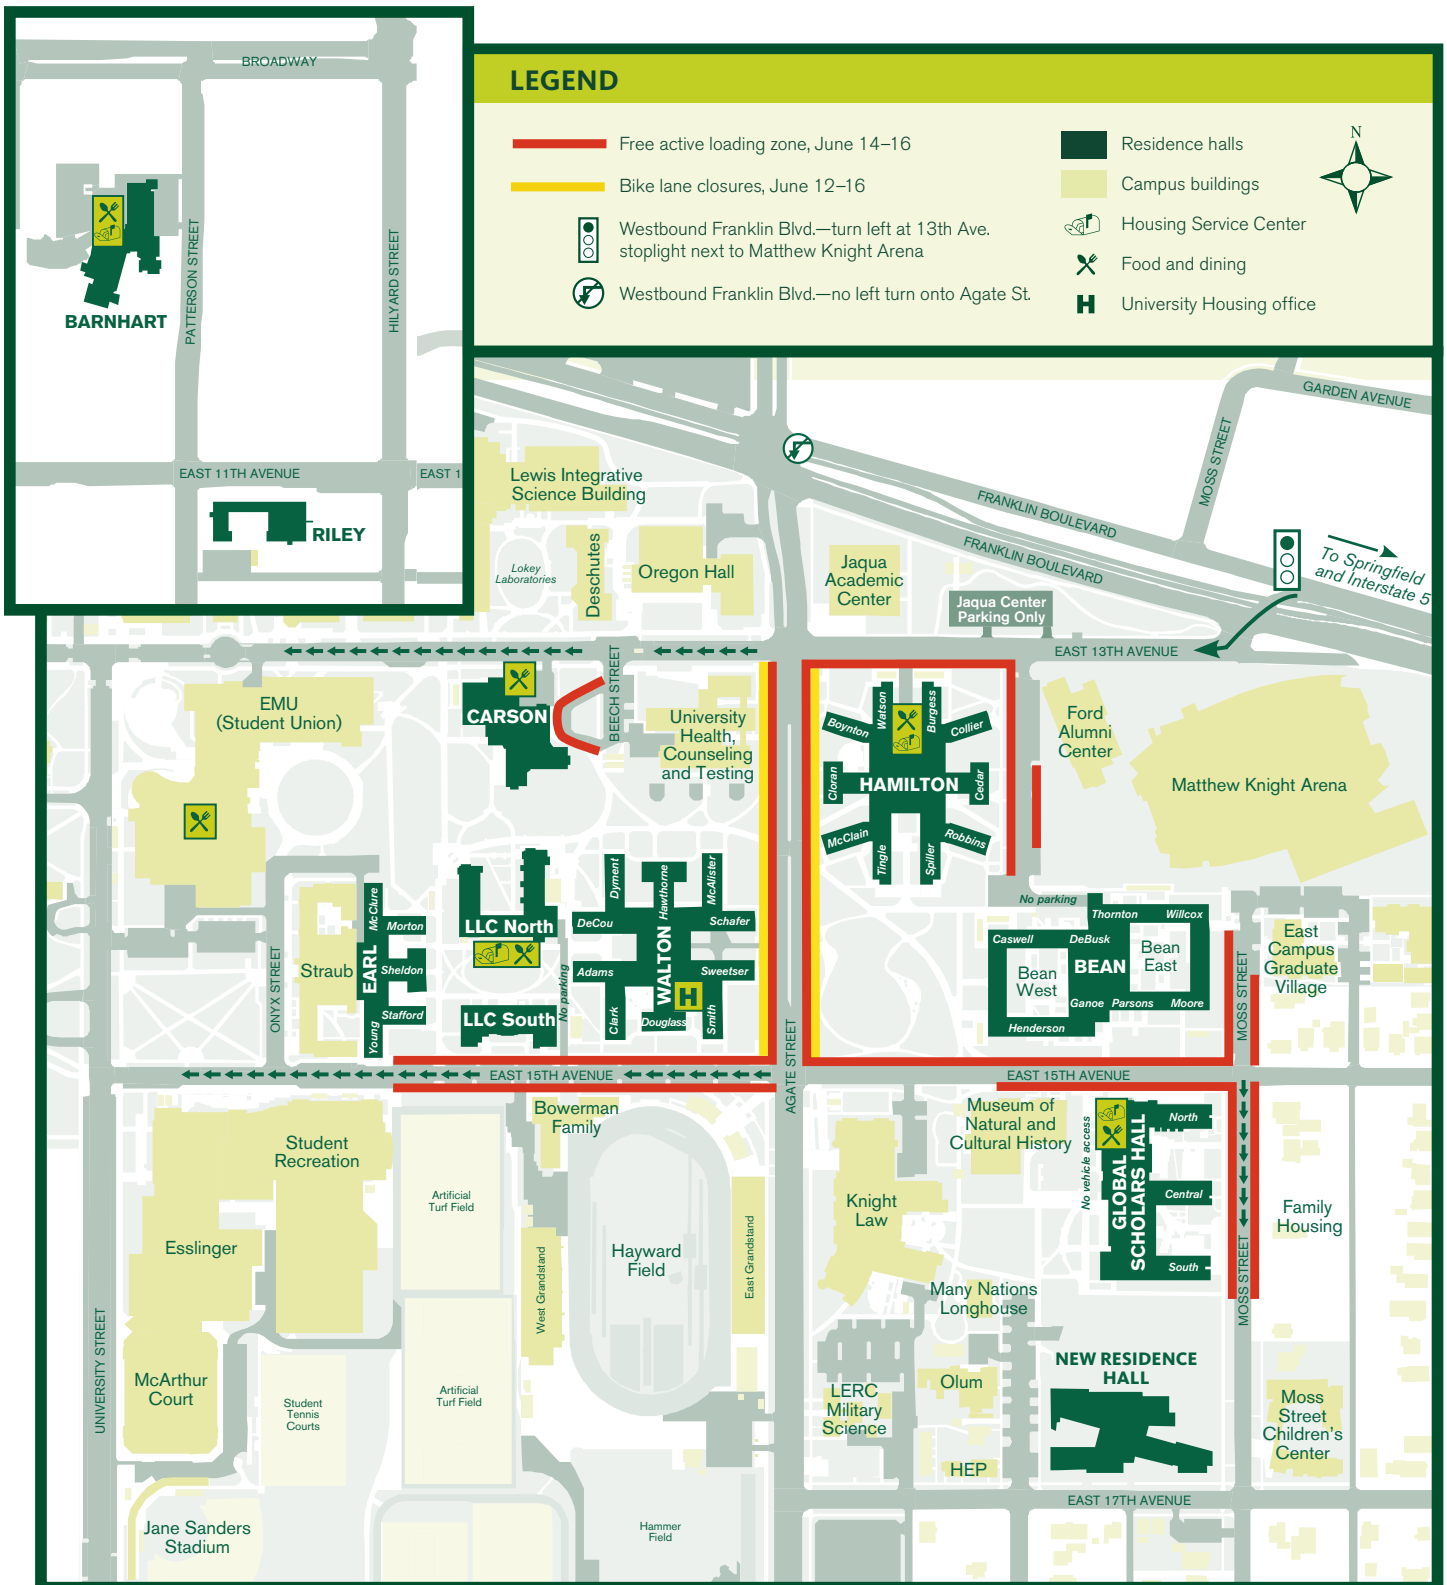 BROADWAY
PATTERSON STREET
HILYARD STREET
BARNHART
EAST 11TH AVENUE
EAST 1
RILEY
LEGEND
Free active loading zone, June 14–16
Bike lane closures, June 12–16
Westbound Franklin Blvd.—turn left at 13th Ave.
stoplight next to Matthew Knight Arena
Westbound Franklin Blvd.—no left turn onto Agate St.
Residence halls
Campus buildings
Housing Service Center
Food and dining
H
University Housing office
N
GARDEN AVENUE
MOSS STREET
FRANKLIN BOULEVARD
FRANKLIN BOULEVARD
To Springfield
and Interstate 5
Lewis Integrative
Science Building
Lokey
Laboratories
Deschutes
Oregon Hall
Jaqua
Academic
Center
Jaqua Center
Parking Only
EAST 13TH AVENUE
EMU
(Student Union)
CARSON
BEECH STREET
University
Health,
Counseling
and Testing
Boynton
Watson
Burgess
Collier
Cloran
HAMILTON
Cedar
McClain
Tingle
Spiller
Robbins
Ford
Alumni
Center
Matthew Knight Arena
No parking
ONYX STREET
Straub
EARL
McClure
Morton
Sheldon
Stafford
Young
LLC North
LLC South
No parking
Dyment
Hawthorne
McAlister
DeCou
Schafer
WALTON
Adams
Sweetser
H
Clark
Douglass
Smith
Thornton
Willcox
Caswell
DeBusk
Bean
West
BEAN
Bean
East
Ganoe
Parsons
Moore
Henderson
MOSS STREET
East
Campus
Graduate
Village
AGATE STREET
EAST 15TH AVENUE
EAST 15TH AVENUE
Bowerman
Family
Student
Recreation
Esslinger
McArthur
Court
UNIVERSITY STREET
Artificial
Turf Field
Artificial
Turf Field
Student
Tennis
Courts
Jane Sanders
Stadium
West Grandstand
Hayward
Field
East Grandstand
Hammer
Field
Museum of
Natural and
Cultural History
No vehicle access
GLOBAL
SCHOLARS HALL
North
Central
South
Knight
Law
Many Nations
Longhouse
MOSS STREET
Family
Housing
NEW RESIDENCE
HALL
LERC
Military
Science
Olum
HEP
Moss
Street
Children's
Center
EAST 17TH AVENUE